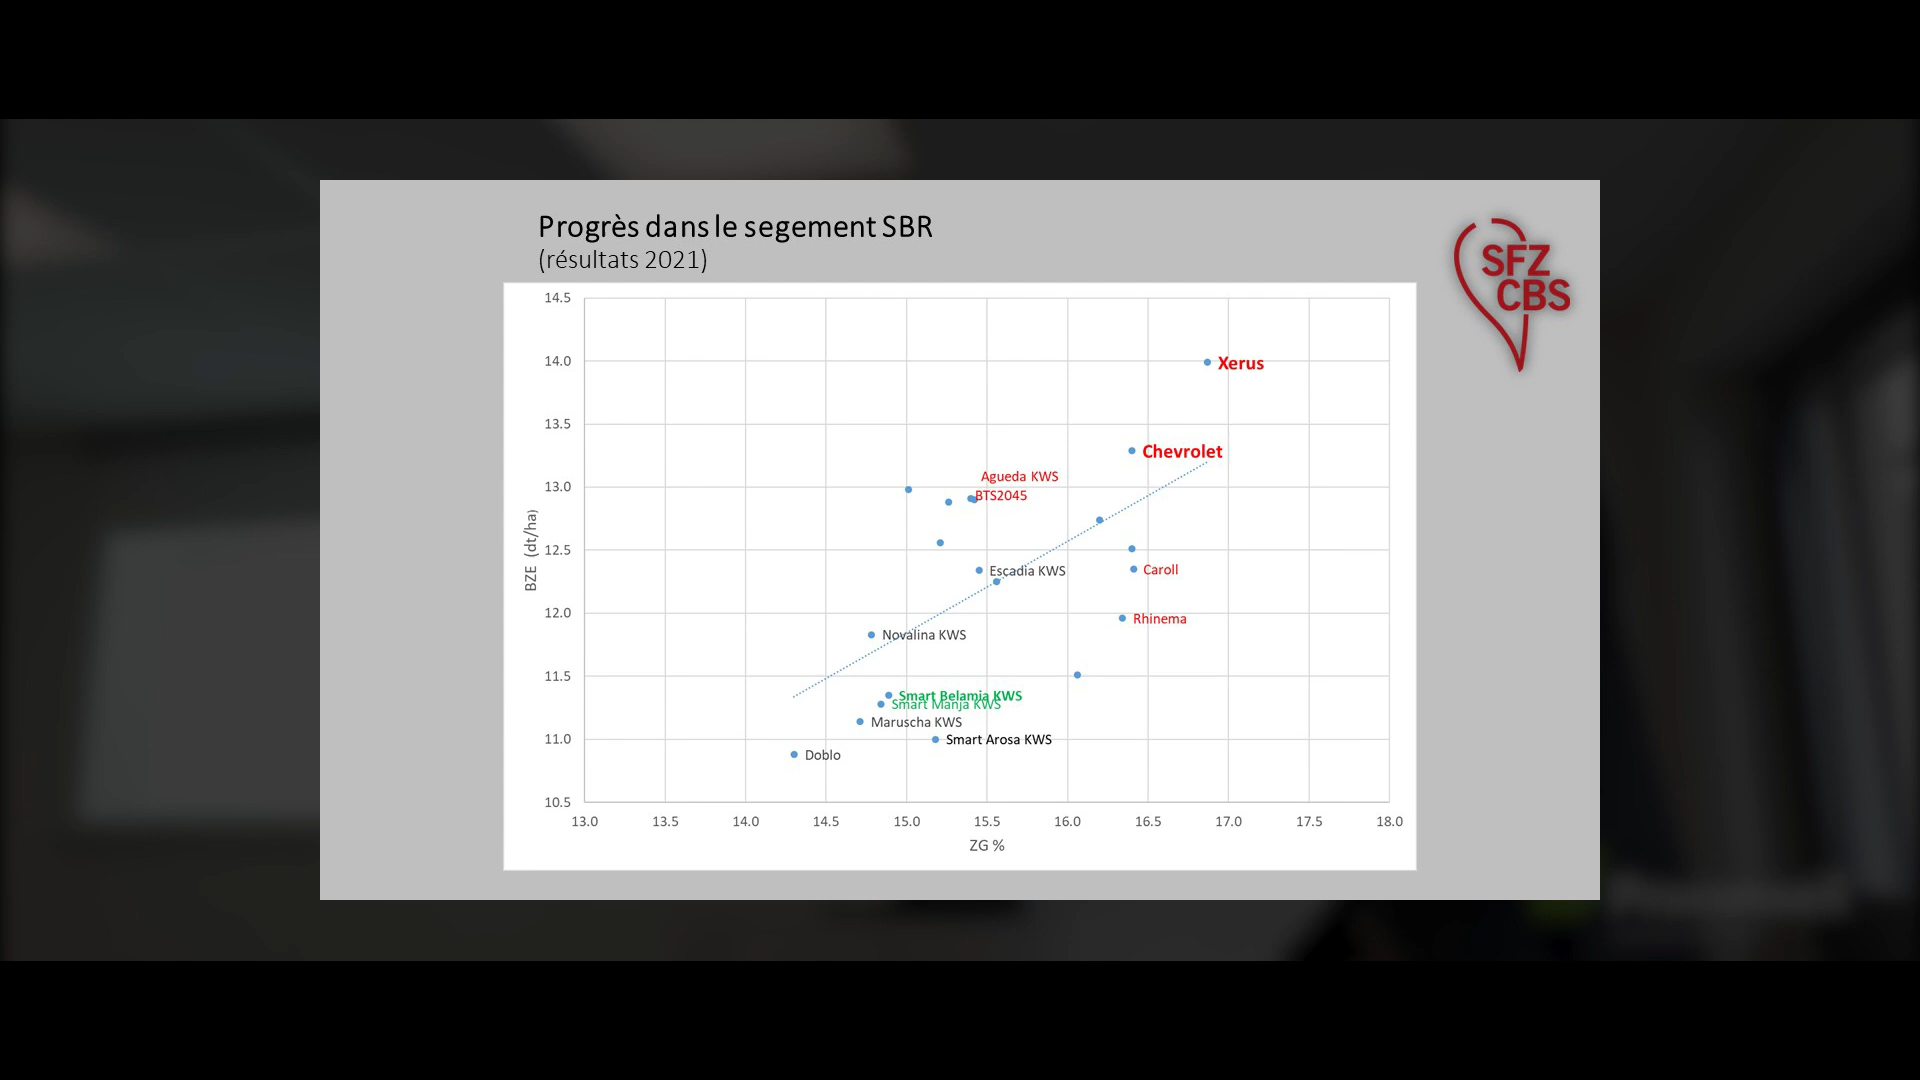 Progrès dans le segement SBR
(résultats 2021)
SFZ
CBS
14.5
14.0
13.5
13.0
12.5
12.0
11.5
11.0
10.5
BZE (dt/ha)
Xerus
Chevrolet
Agueda KWS
BTS2045
Escadia KWS
Caroll
Rhinema
Novalina KWS
Smart Belamia KWS
Smart Manja KWS
Maruscha KWS
Smart Arosa KWS
Doblo
13.0 13.5 14.0 14.5 15.0 15.5 16.0 16.5 17.0 17.5 18.0
ZG %